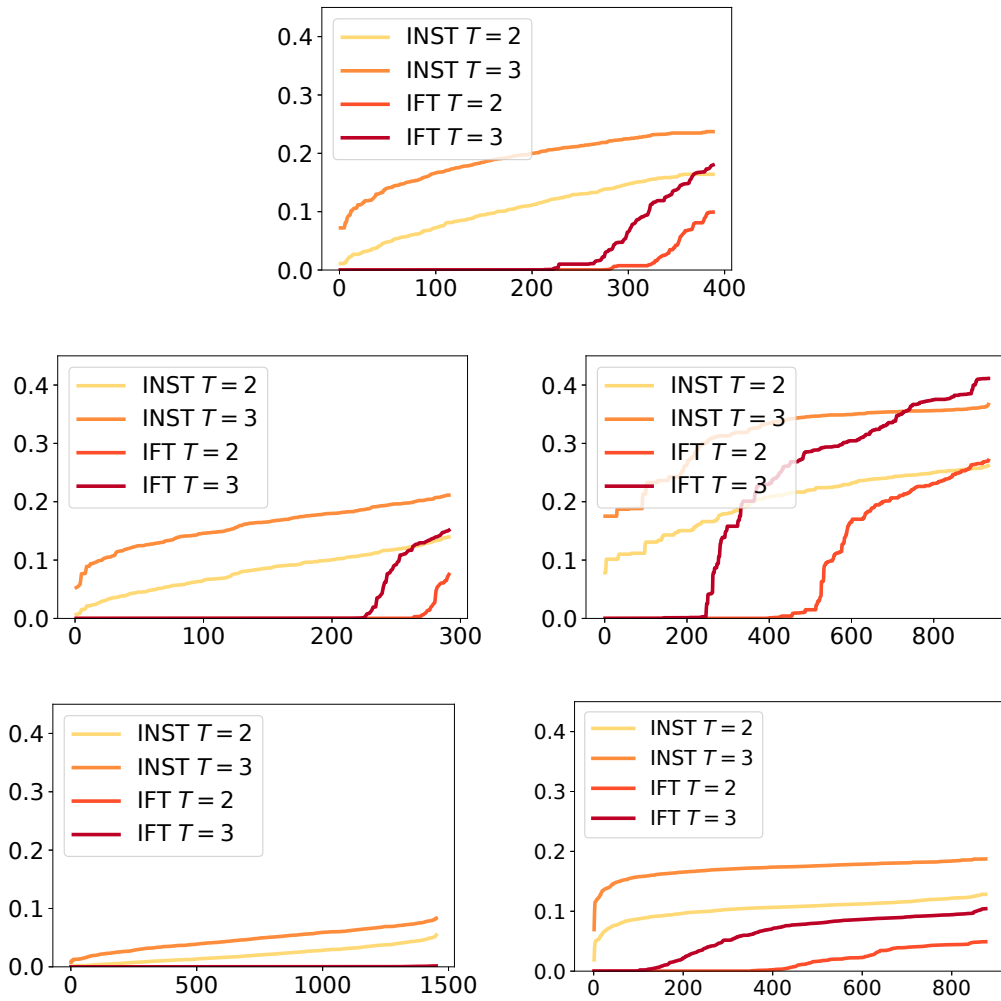 0.4
0.3
0.2
0.1
0.0
INST T = 2
INST T = 3
IFT T = 2
IFT T = 3
0 100 200 300 400
0.4
0.3
0.2
0.1
0.0
INST T = 2
INST T = 3
IFT T = 2
IFT T = 3
0 100 200 300
0.4
0.3
0.2
0.1
0.0
INST T = 2
INST T = 3
IFT T = 2
IFT T = 3
0 200 400 600 800
0.4
0.3
0.2
0.1
0.0
INST T = 2
INST T = 3
IFT T = 2
IFT T = 3
0 500 1000 1500
0.4
0.3
0.2
0.1
0.0
INST T = 2
INST T = 3
IFT T = 2
IFT T = 3
0 200 400 600 800